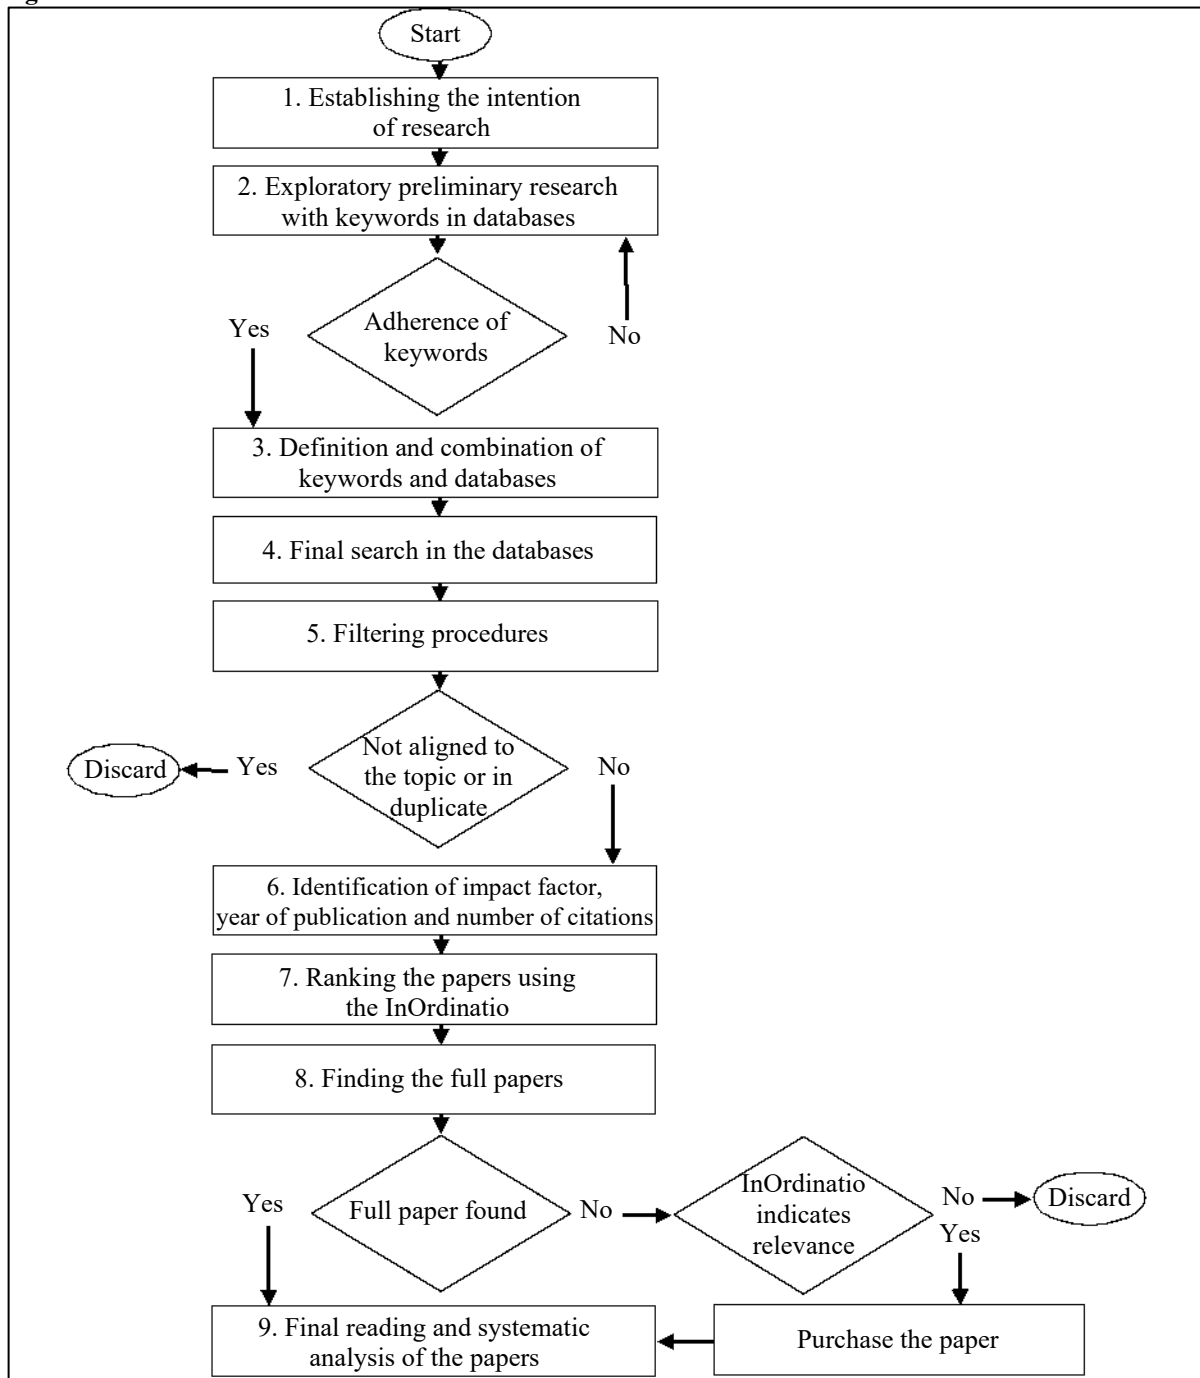 Start
1. Establishing the intention
of research
2. Exploratory preliminary research
with keywords in databases
Yes
Adherence of
keywords
No
3. Definition and combination of
keywords and databases
4. Final search in the databases
5. Filtering procedures
Discard
Yes
Not aligned to
the topic or in
duplicate
No
6. Identification of impact factor,
year of publication and number of citations
7. Ranking the papers using
the InOrdinatio
8. Finding the full papers
Yes
Full paper found
No
InOrdinatio
indicates
relevance
No
Discard
Yes
9. Final reading and systematic
analysis of the papers
Purchase the paper